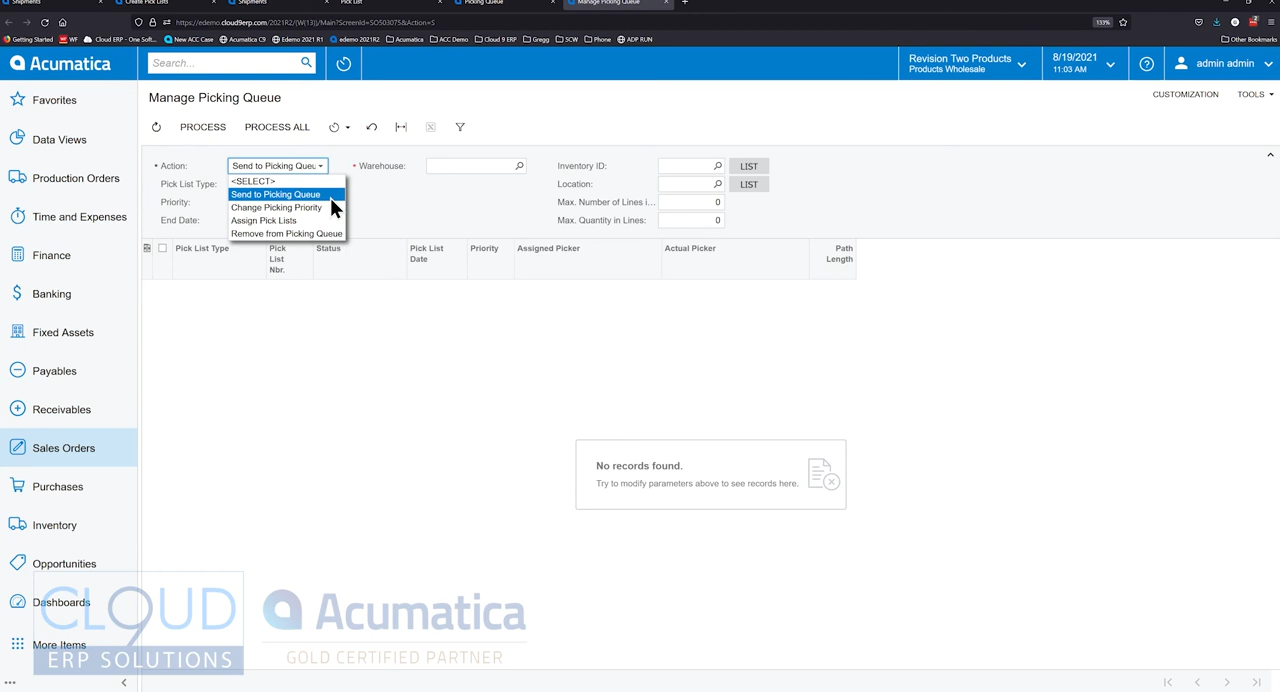 Shipments
Create Pick Lists
Shipments
Pick List
Picking Queue
Manage Picking Queue
https://edemo.cloud9erp.com/2021R2/(W(13))/Main?ScreenId=SO503075&Action=S
133%
Getting Started
WF
Cloud ERP - One Soft...
New ACC Case
Acumatica C9
Edemo 2021 R1
edemo 2021R2
Acumatica
ACC Demo
Cloud 9 ERP
Gregg
SCW
Phone
ADP RUN
Other Bookmarks
Acumatica
Search...
Revision Two Products
Products Wholesale
8/19/2021
11:03 AM
admin admin
Favorites
Data Views
Production Orders
Time and Expenses
Finance
Banking
Fixed Assets
Payables
Receivables
Sales Orders
Purchases
Inventory
Opportunities
Dashboards
More Items
Manage Picking Queue
CUSTOMIZATION
TOOLS
PROCESS
PROCESS ALL
* Action:
Send to Picking Queu
* Warehouse:
Inventory ID:
LIST
Pick List Type:
<SELECT>
Location:
LIST
Send to Picking Queue
Priority:
Change Picking Priority
Max. Number of Lines i...
0
End Date:
Assign Pick Lists
Max. Quantity in Lines:
0
Remove from Picking Queue
Pick List Type
Pick List Nbr.
Status
Pick List Date
Priority
Assigned Picker
Actual Picker
Path Length
No records found.
Try to modify parameters above to see records here.
CLOUD 9
ERP SOLUTIONS
Acumatica
GOLD CERTIFIED PARTNER